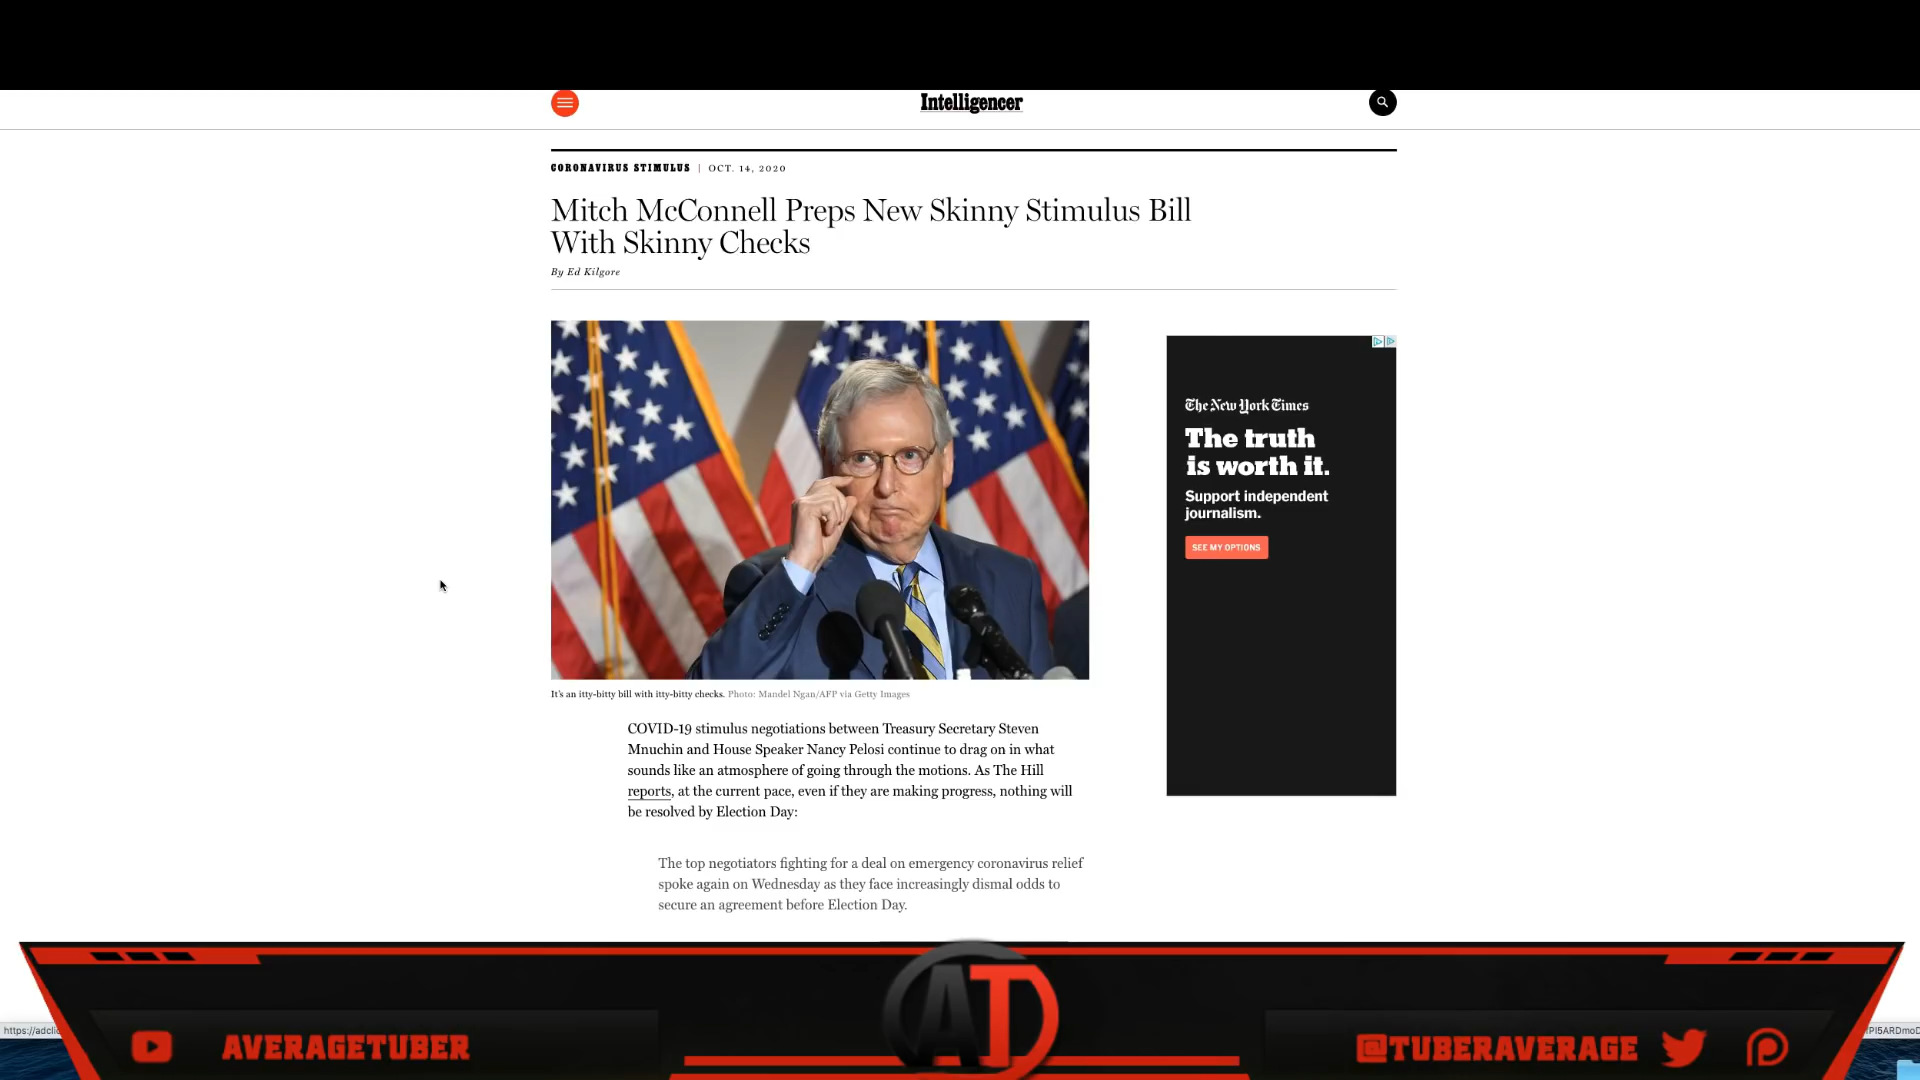 Intelligencer
CORONAVIRUS STIMULUS | OCT. 14, 2020
Mitch McConnell Preps New Skinny Stimulus Bill
With Skinny Checks
By Ed Kilgore
The New York Times
The truth
is worth it.
Support independent
journalism.
SEE MY OPTIONS
It's an itty-bitty bill with itty-bitty checks. Photo: Mandel Ngan/AFP via Getty Images
COVID-19 stimulus negotiations between Treasury Secretary Steven
Mnuchin and House Speaker Nancy Pelosi continue to drag on in what
sounds like an atmosphere of going through the motions. As The Hill
reports, at the current pace, even if they are making progress, nothing will
be resolved by Election Day:
The top negotiators fighting for a deal on emergency coronavirus relief
spoke again on Wednesday as they face increasingly dismal odds to
secure an agreement before Election Day.
AT
AVERAGETUBER
@TUBERAVERAGE